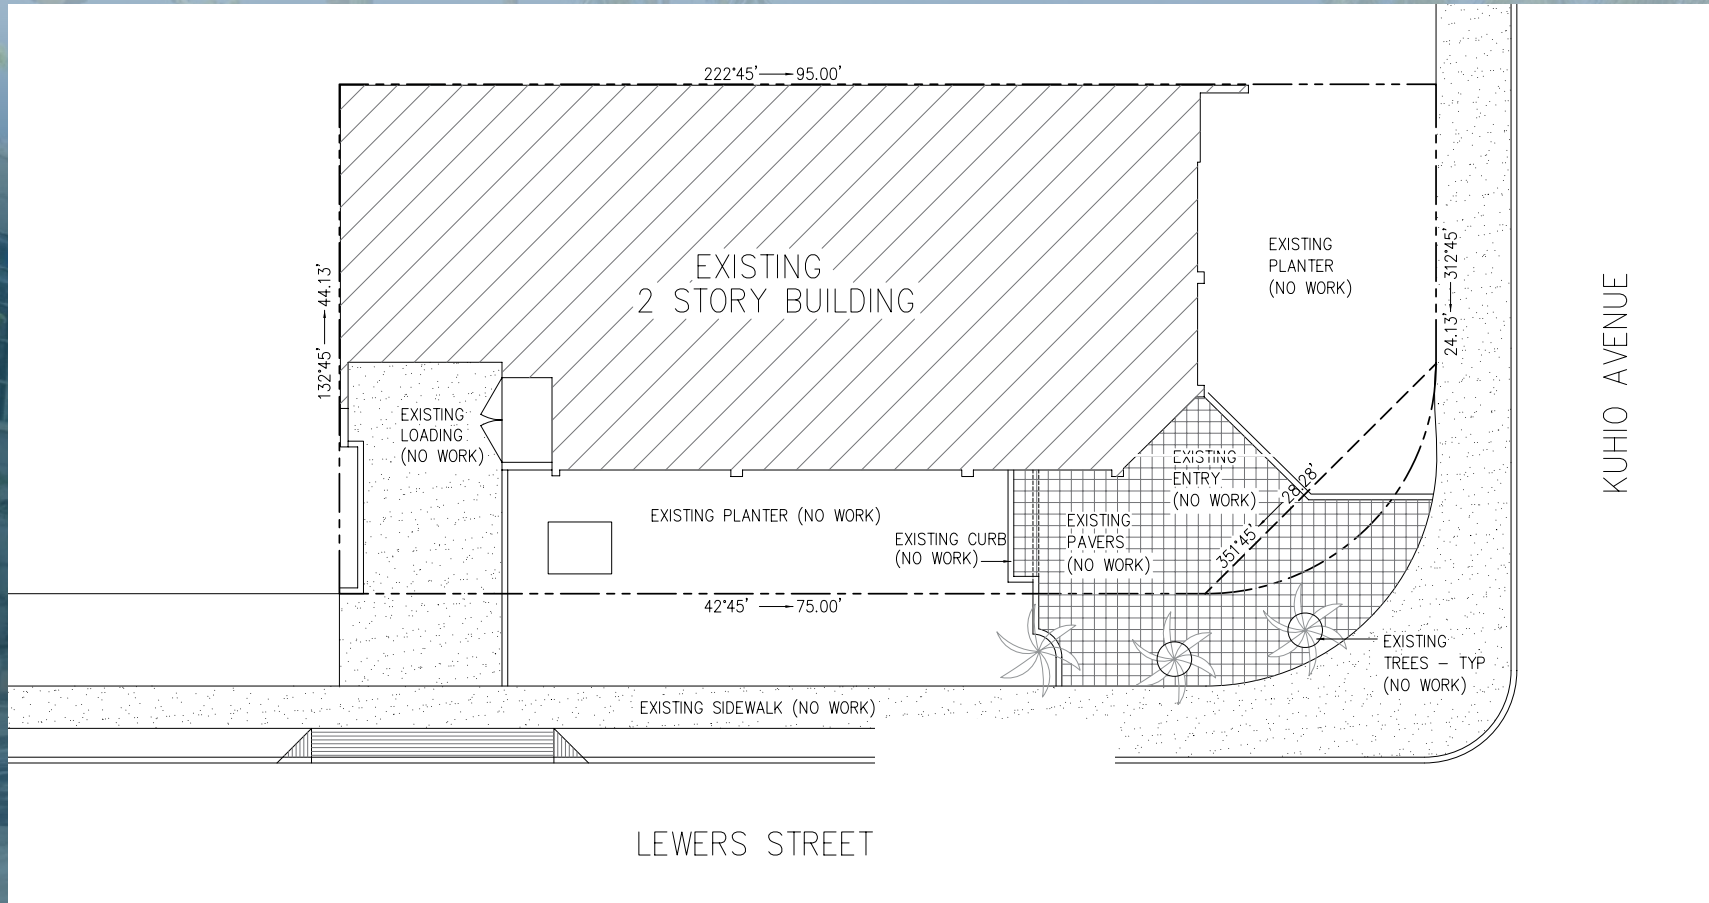 222°45' 95.00'
EXISTING
2 STORY BUILDING
EXISTING
PLANTER
(NO WORK)
24.13' 312°45'
132°45' 44.13'
KUHIO AVENUE
EXISTING
LOADING
(NO WORK)
EXISTING
ENTRY
(NO WORK)
28.28'
351°45'
EXISTING PLANTER (NO WORK)
EXISTING
PAVERS
(NO WORK)
EXISTING CURB
(NO WORK)
42°45' 75.00'
EXISTING
TREES - TYP
(NO WORK)
EXISTING SIDEWALK (NO WORK)
LEWERS STREET